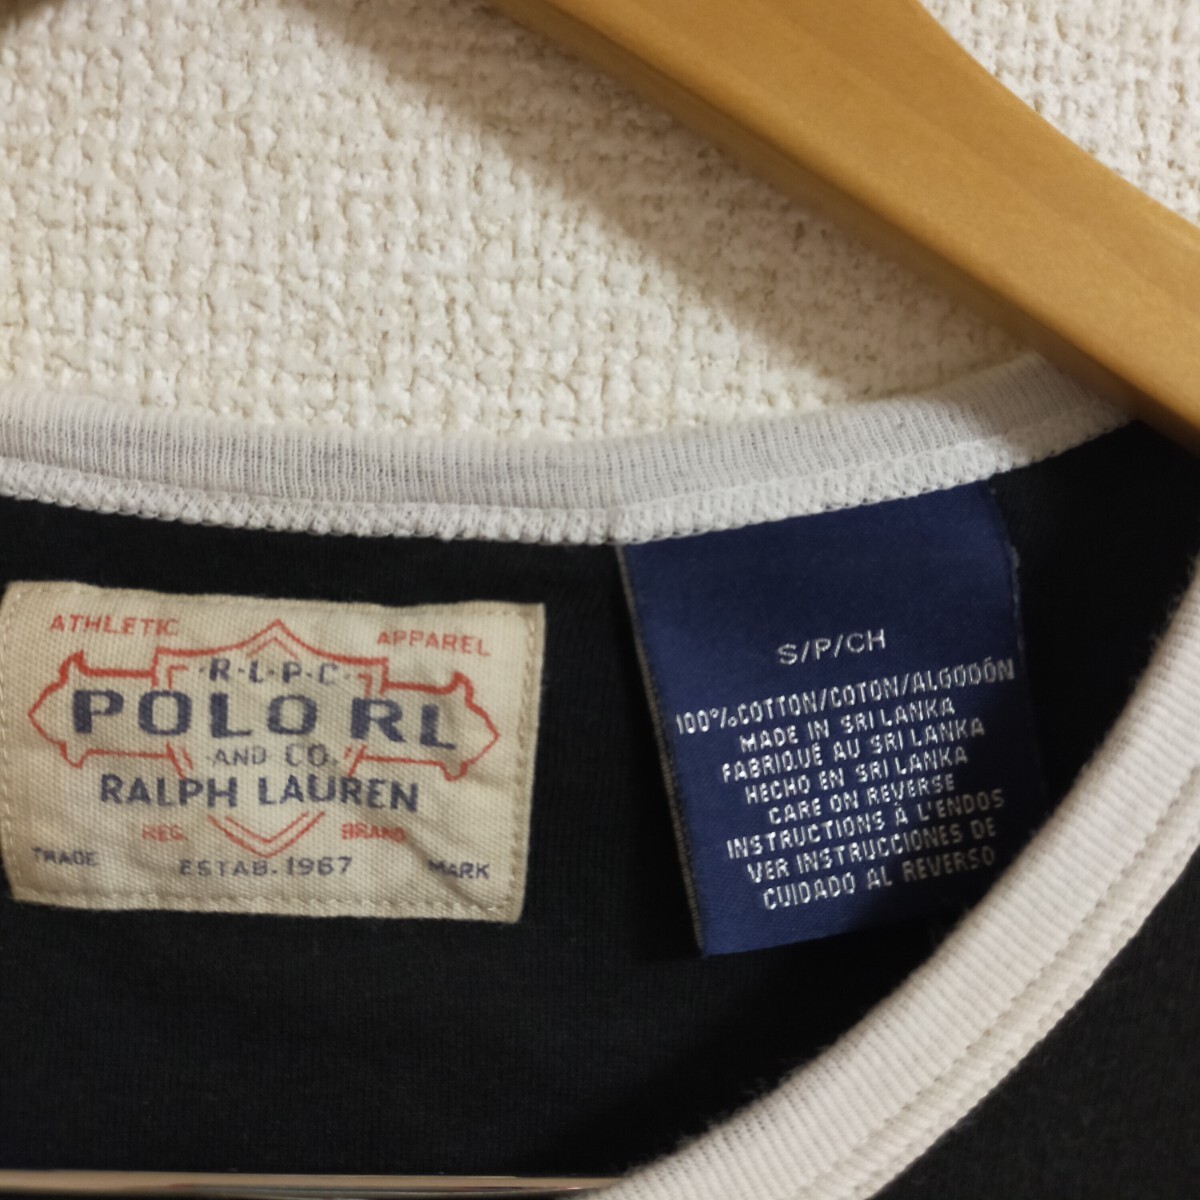 ATHLETIC APPAREL
·R·L·P·C·
POLO RL
AND CO.
RALPH LAUREN
REG. BRAND
TRADE ESTAB. 1967 MARK
S/P/CH
100% COTTON/COTON/ALGODÓN
MADE IN SRI LANKA
FABRIQUÉ AU SRI LANKA
HECHO EN SRI LANKA
CARE ON REVERSE
INSTRUCTIONS À L'ENDOS
VER INSTRUCCIONES DE
CUIDADO AL REVERSO